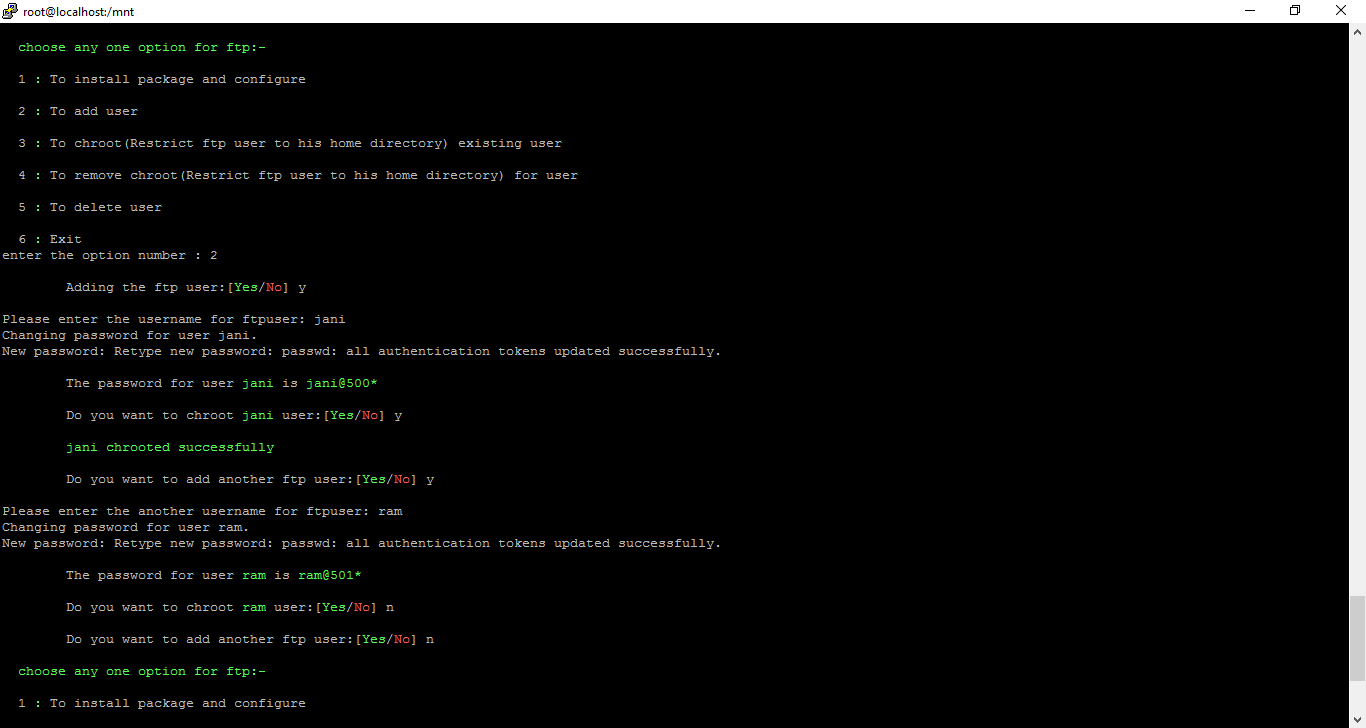 root@localhost:/mnt
choose any one option for ftp:-
1 : To install package and configure
2 : To add user
3 : To chroot(Restrict ftp user to his home directory) existing user
4 : To remove chroot(Restrict ftp user to his home directory) for user
5 : To delete user
6 : Exit
enter the option number : 2
Adding the ftp user:[Yes/No] y
Please enter the username for ftpuser: jani
Changing password for user jani.
New password: Retype new password: passwd: all authentication tokens updated successfully.
The password for user jani is jani@500*
Do you want to chroot jani user:[Yes/No] y
jani chrooted successfully
Do you want to add another ftp user:[Yes/No] y
Please enter the another username for ftpuser: ram
Changing password for user ram.
New password: Retype new password: passwd: all authentication tokens updated successfully.
The password for user ram is ram@501*
Do you want to chroot ram user:[Yes/No] n
Do you want to add another ftp user:[Yes/No] n
choose any one option for ftp:-
1 : To install package and configure